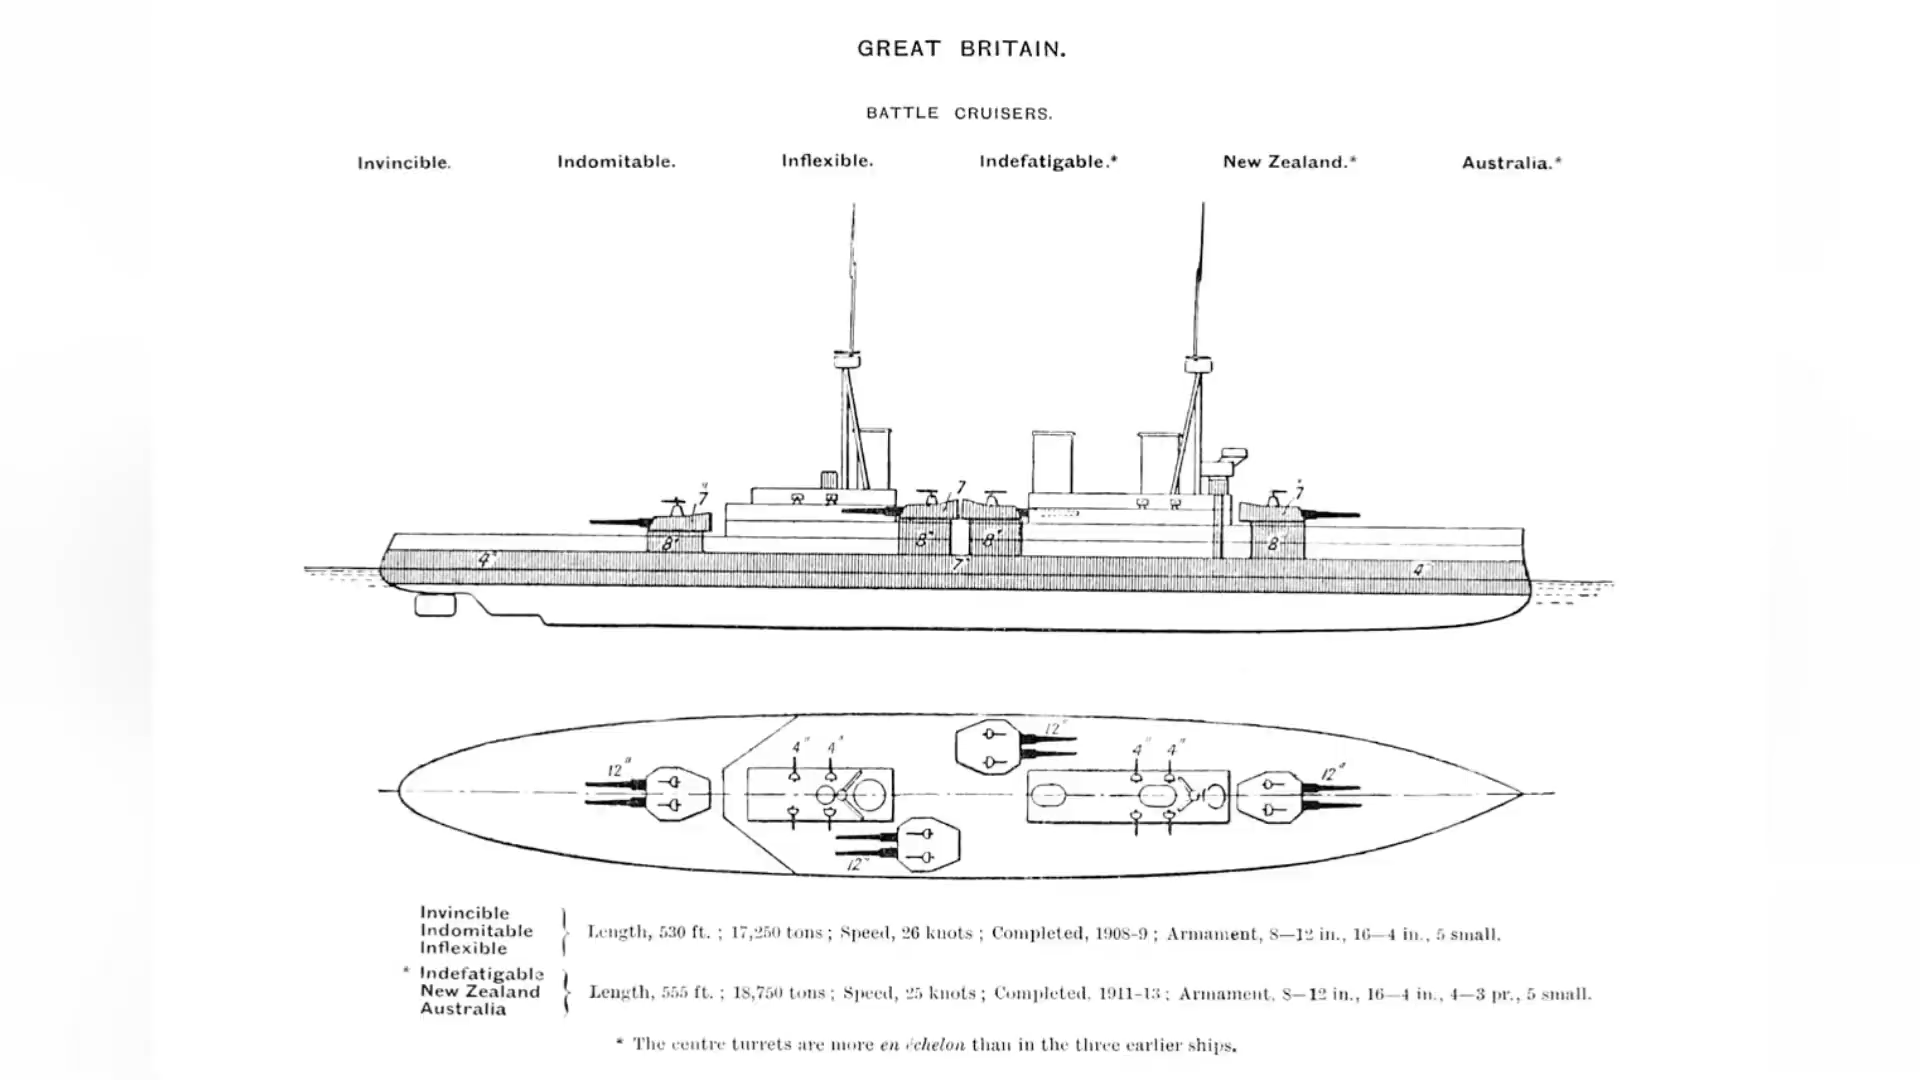 GREAT BRITAIN.
BATTLE CRUISERS.
Invincible. Indomitable. Inflexible. Indefatigable.* New Zealand.* Australia.*
7" 7 7"
8" 8" 8" 8"
4" 7" 4"
12" 4" 4" 12" 4" 4" 12"
12"
Invincible
Indomitable
Inflexible
Length, 530 ft. ; 17,250 tons ; Speed, 26 knots ; Completed, 1908-9 ; Armament, 8—12 in., 16—4 in., 5 small.
* Indefatigable
New Zealand
Australia
Length, 555 ft. ; 18,750 tons ; Speed, 25 knots ; Completed, 1911-13 ; Armament, 8—12 in., 16—4 in., 4—3 pr., 5 small.
* The centre turrets are more en échelon than in the three earlier ships.